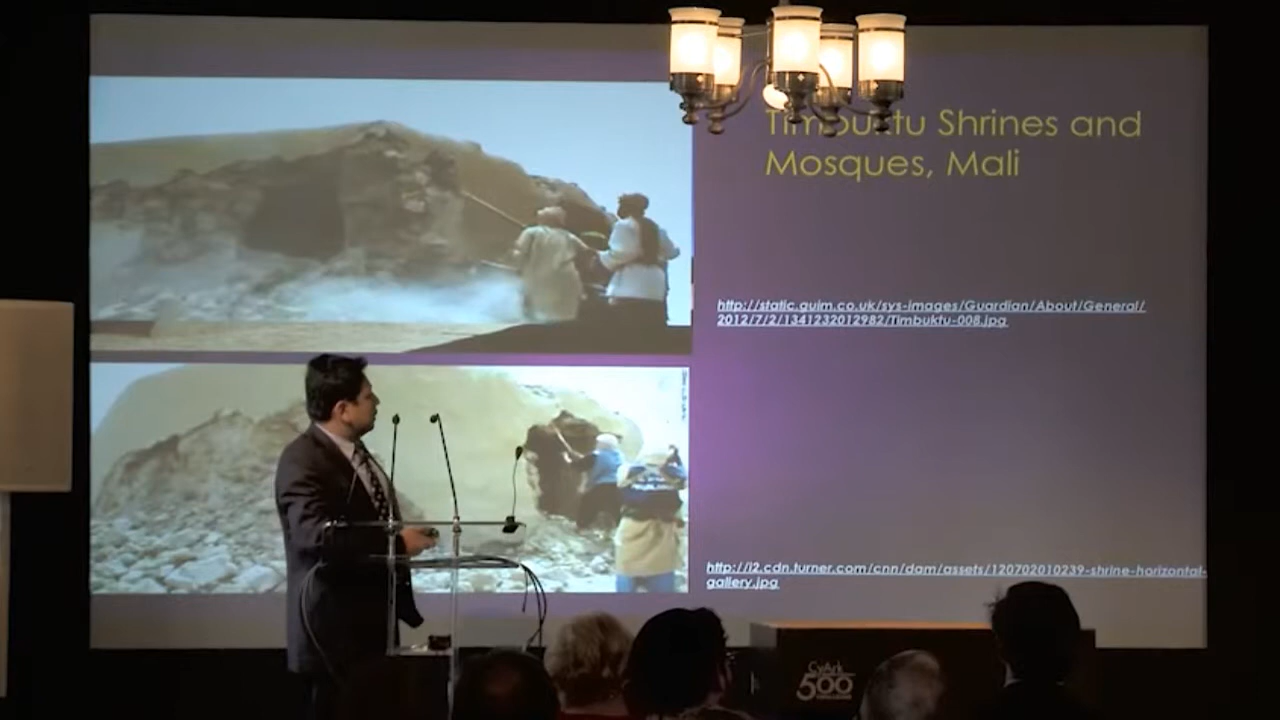 Timbuktu Shrines and
Mosques, Mali
http://static.guim.co.uk/sys-images/Guardian/About/General/
2012/7/2/1341232012982/Timbuktu-008.jpg
http://i2.cdn.turner.com/cnn/dam/assets/120702010239-shrine-horizontal-
gallery.jpg
CyArk
500